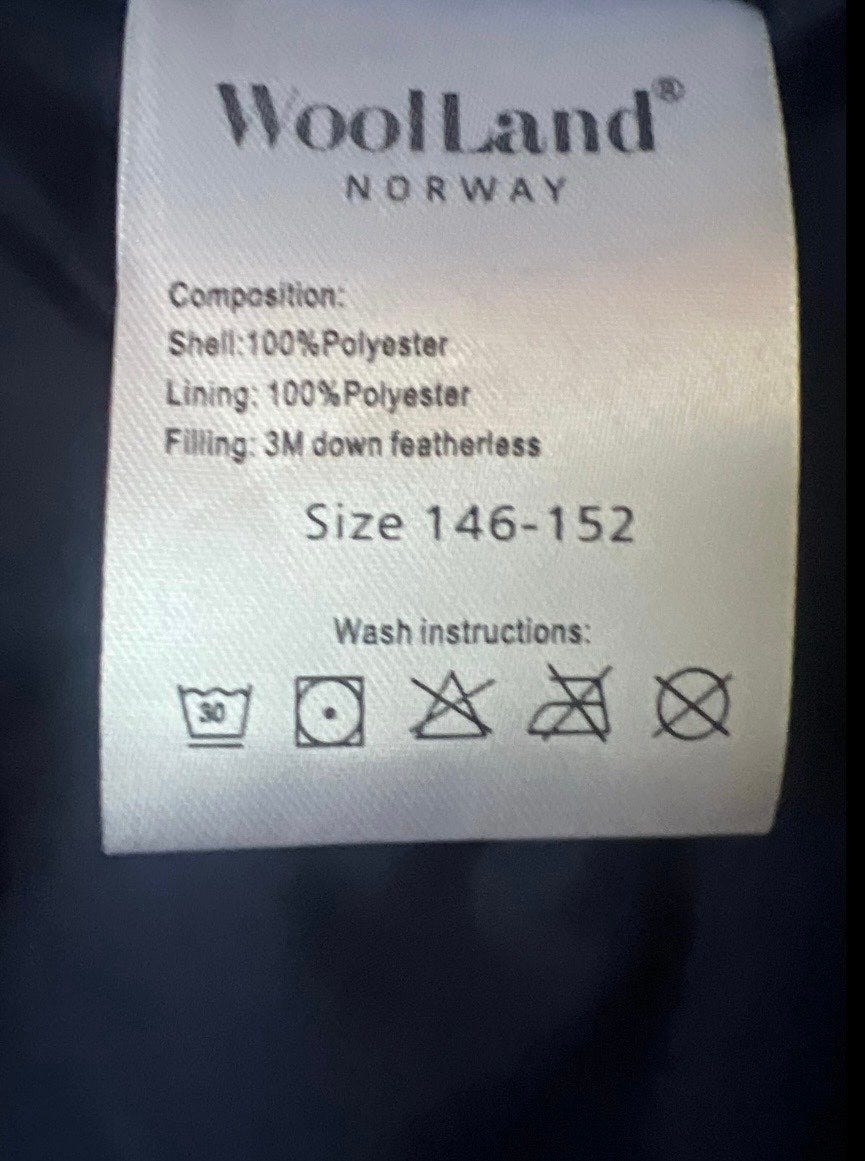 WoolLand®
NORWAY
Composition:
Shell:100%Polyester
Lining: 100%Polyester
Filling: 3M down featherless
Size 146-152
Wash instructions:
30